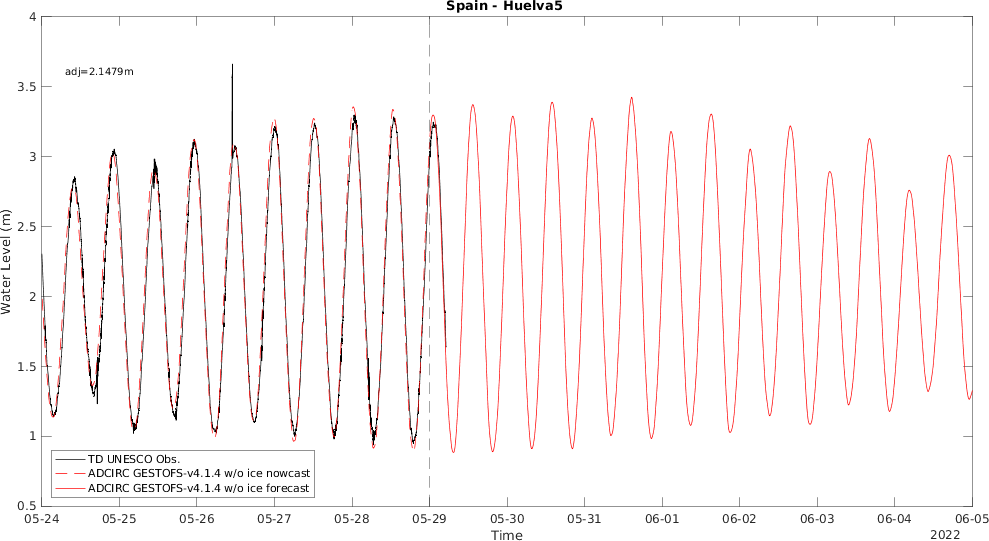 Spain - Huelva5
4
3.5
3
2.5
2
1.5
1
0.5
Water Level (m)
adj=2.1479m
TD UNESCO Obs.
ADCIRC GESTOFS-v4.1.4 w/o ice nowcast
ADCIRC GESTOFS-v4.1.4 w/o ice forecast
05-24 05-25 05-26 05-27 05-28 05-29 05-30 05-31 06-01 06-02 06-03 06-04 06-05
Time
2022